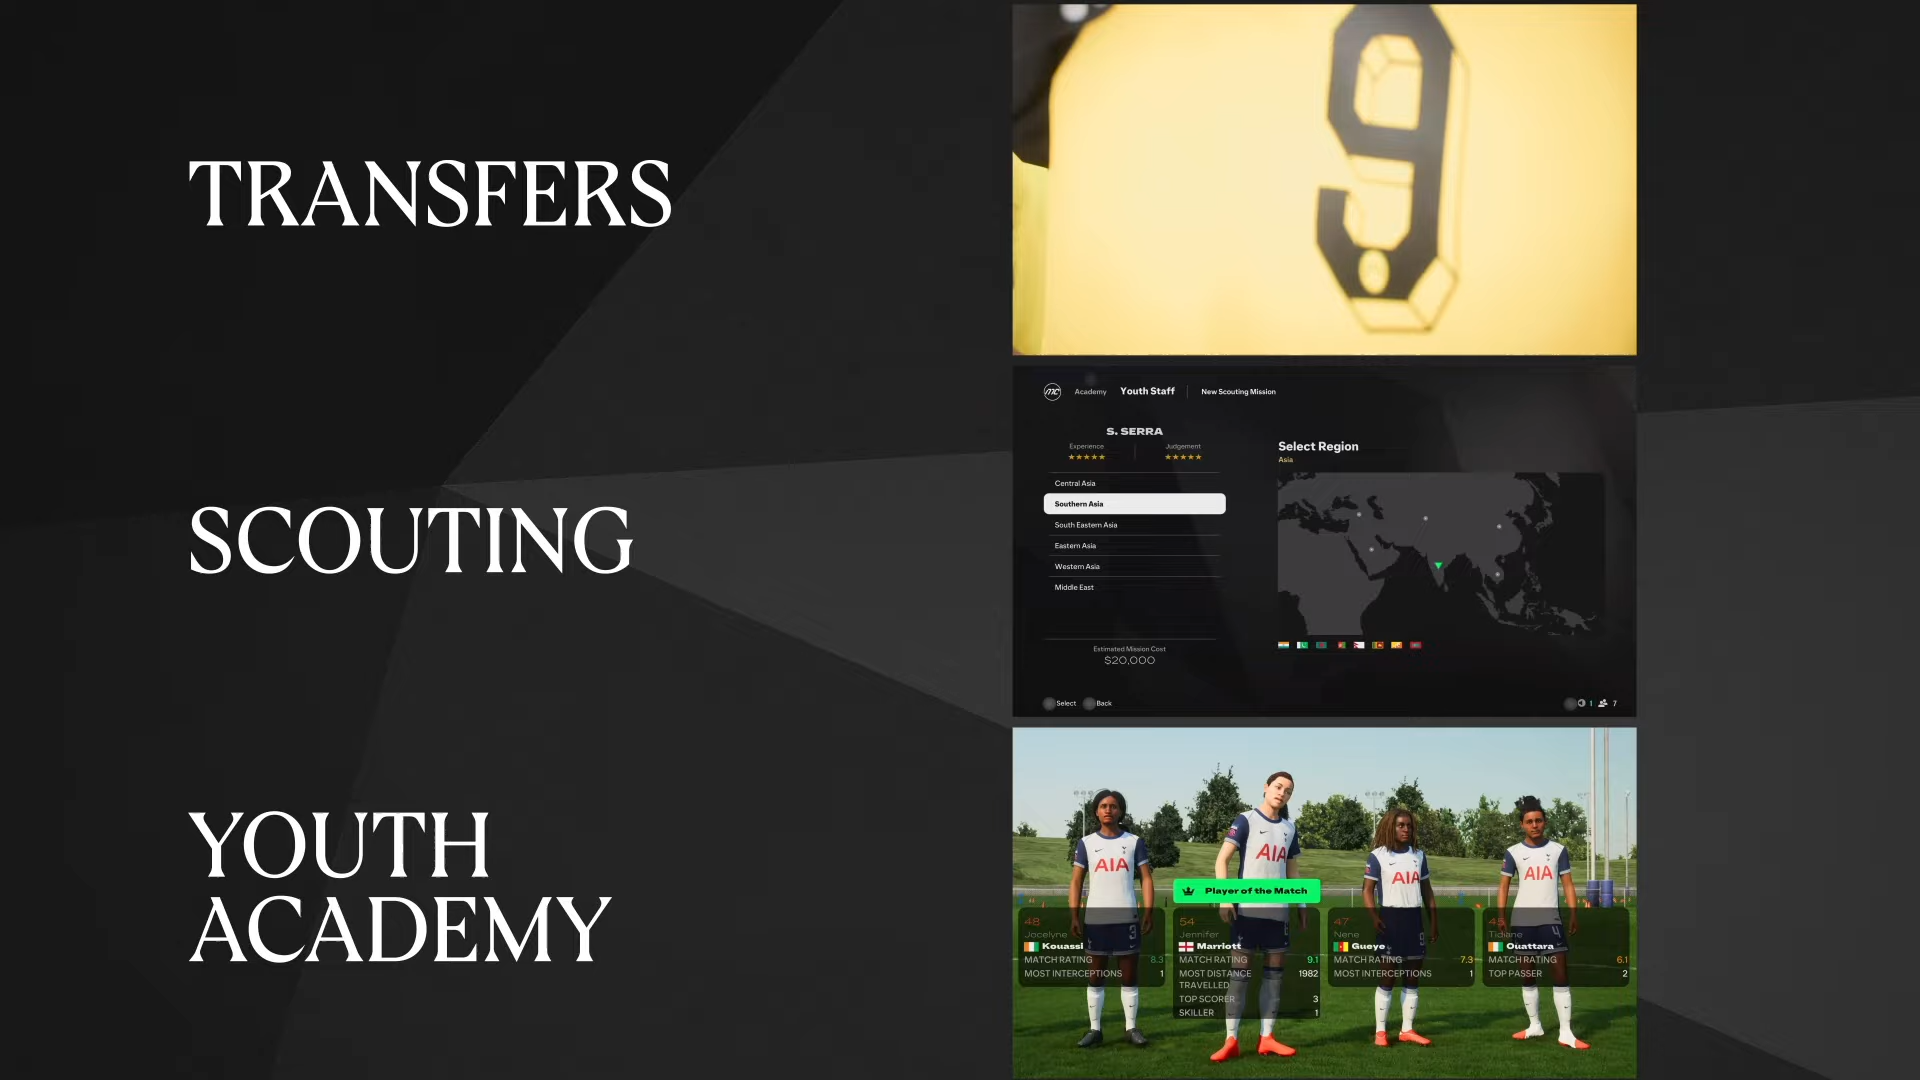 TRANSFERS
9
SCOUTING
Academy Youth Staff New Scouting Mission
S. SERRA
Experience Judgement
Select Region
Asia
Central Asia
Southern Asia
South Eastern Asia
Eastern Asia
Western Asia
Middle East
Estimated Mission Cost
$20,000
Select Back
1 7
YOUTH
ACADEMY
AIA AIA AIA AIA
Player of the Match
48
Jocelyne
Kouassi
MATCH RATING 8.3
MOST INTERCEPTIONS 1
54
Jennifer
Marriott
MATCH RATING 9.1
MOST DISTANCE 1982
TRAVELLED
TOP SCORER 3
SKILLER 1
47
Nene
Gueye
MATCH RATING 7.3
MOST INTERCEPTIONS 1
45
Tidiane
Ouattara
MATCH RATING 6.1
TOP PASSER 2